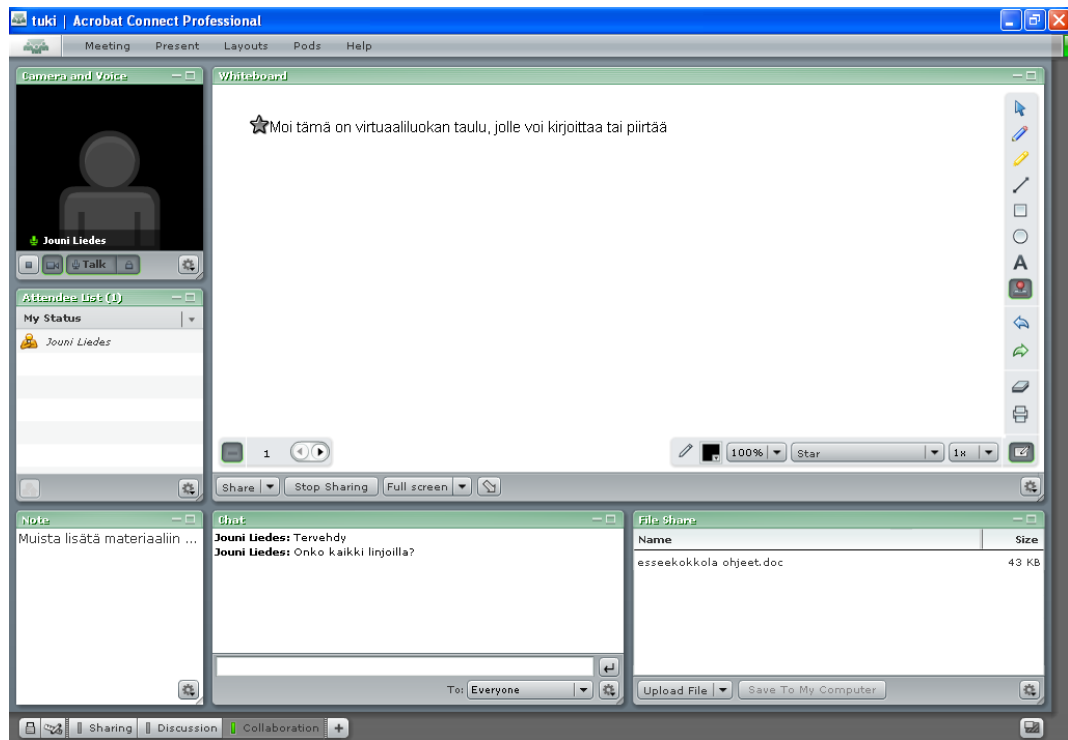 tuki | Acrobat Connect Professional
Meeting Present Layouts Pods Help
Camera and Voice
Jouni Liedes
Talk
Attendee List (1)
My Status
Jouni Liedes
Whiteboard
Moi tämä on virtuaaliluokan taulu, jolle voi kirjoittaa tai piirtää
A
1
100% Star 1x
Share Stop Sharing Full screen
Note
Muista lisätä materiaaliin ...
Chat
Jouni Liedes: Tervehdy
Jouni Liedes: Onko kaikki linjoilla?
To: Everyone
File Share
Name Size
esseekokkola ohjeet.doc 43 KB
Upload File Save To My Computer
Sharing Discussion Collaboration +